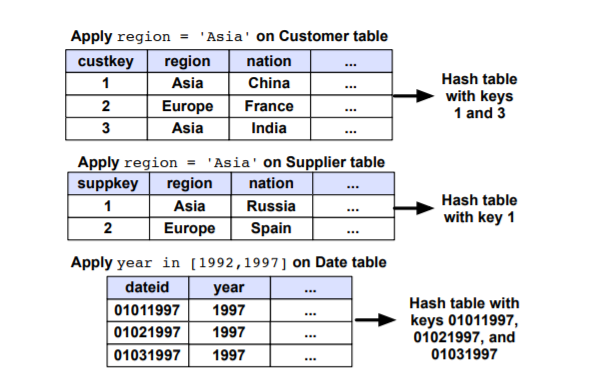 Apply region = 'Asia' on Customer table
custkey region nation ...
1 Asia China ...
2 Europe France ...
3 Asia India ...
Hash table
with keys
1 and 3
Apply region = 'Asia' on Supplier table
suppkey region nation ...
1 Asia Russia ...
2 Europe Spain ...
Hash table
with key 1
Apply year in [1992,1997] on Date table
dateid year ...
01011997 1997 ...
01021997 1997 ...
01031997 1997 ...
Hash table with
keys 01011997,
01021997, and
01031997